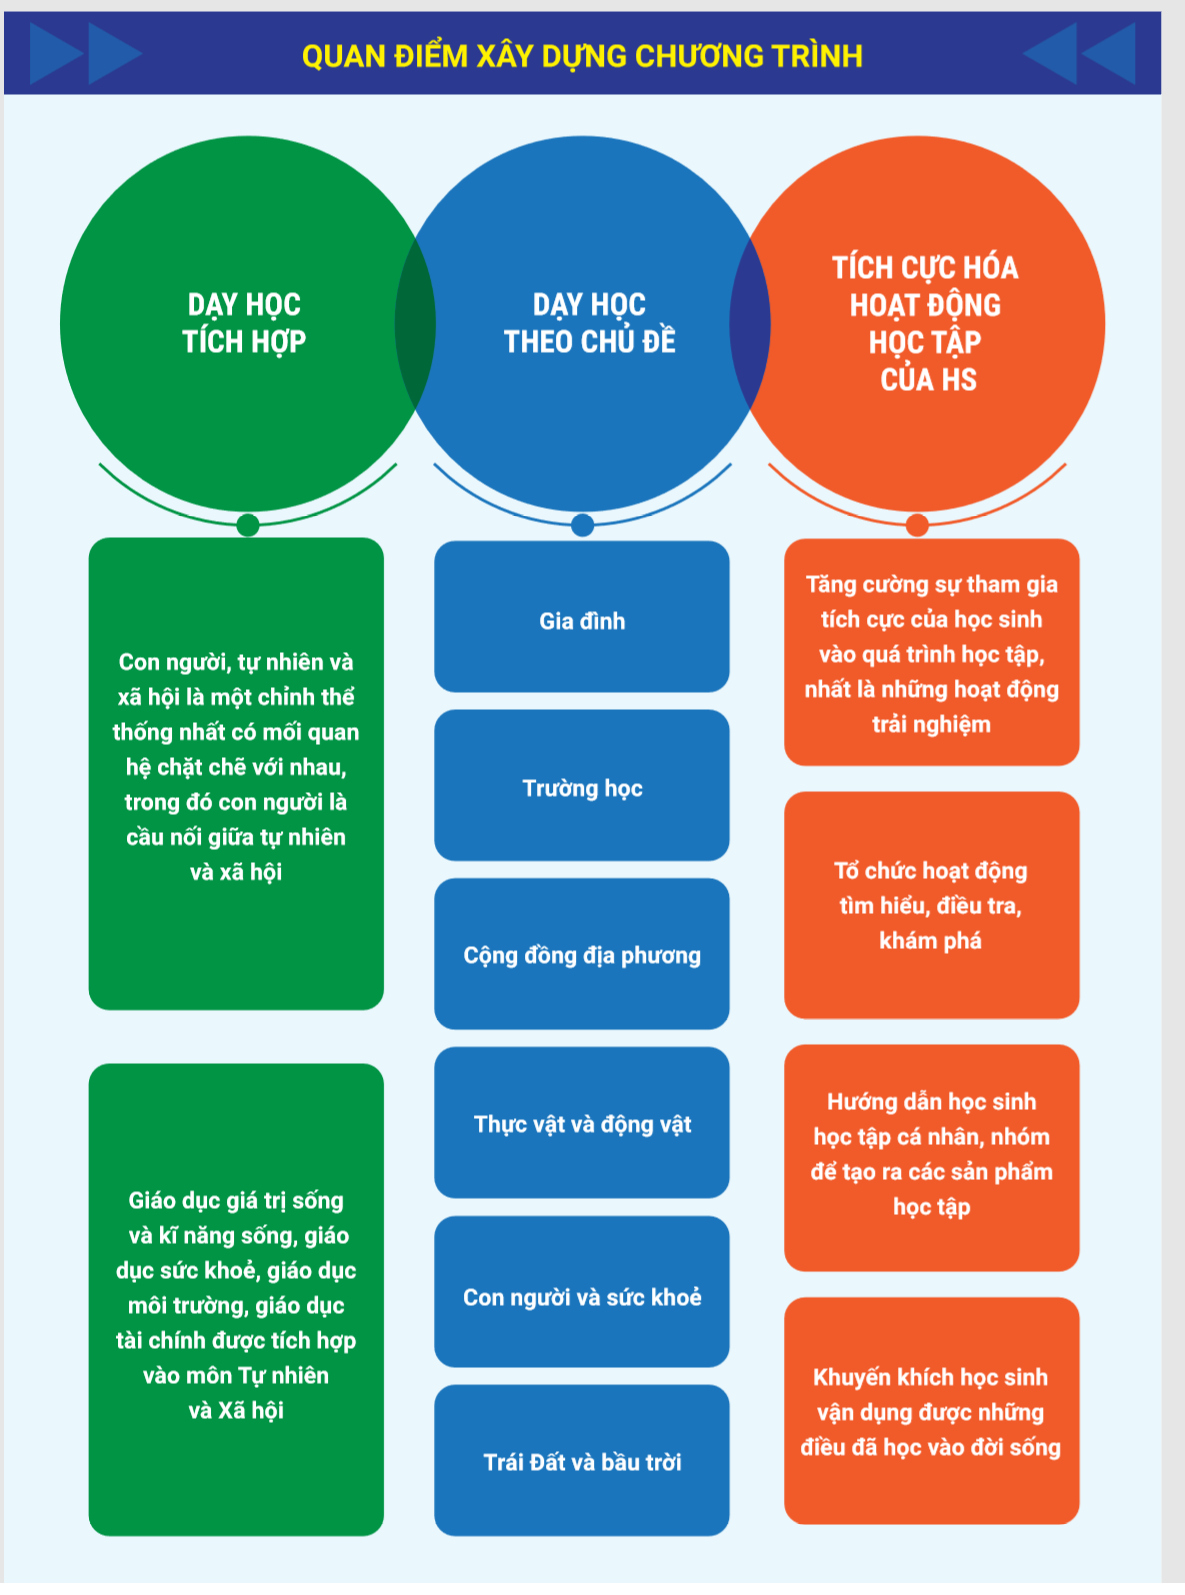 QUAN ĐIỂM XÂY DỰNG CHƯƠNG TRÌNH
DẠY HỌC
TÍCH HỢP
Con người, tự nhiên và
xã hội là một chỉnh thể
thống nhất có mối quan
hệ chặt chẽ với nhau,
trong đó con người là
cầu nối giữa tự nhiên
và xã hội
Giáo dục giá trị sống
và kĩ năng sống, giáo
dục sức khoẻ, giáo dục
môi trường, giáo dục
tài chính được tích hợp
vào môn Tự nhiên
và Xã hội
DẠY HỌC
THEO CHỦ ĐỀ
Gia đình
Trường học
Cộng đồng địa phương
Thực vật và động vật
Con người và sức khoẻ
Trái Đất và bầu trời
TÍCH CỰC HÓA
HOẠT ĐỘNG
HỌC TẬP
CỦA HS
Tăng cường sự tham gia
tích cực của học sinh
vào quá trình học tập,
nhất là những hoạt động
trải nghiệm
Tổ chức hoạt động
tìm hiểu, điều tra,
khám phá
Hướng dẫn học sinh
học tập cá nhân, nhóm
để tạo ra các sản phẩm
học tập
Khuyến khích học sinh
vận dụng được những
điều đã học vào đời sống